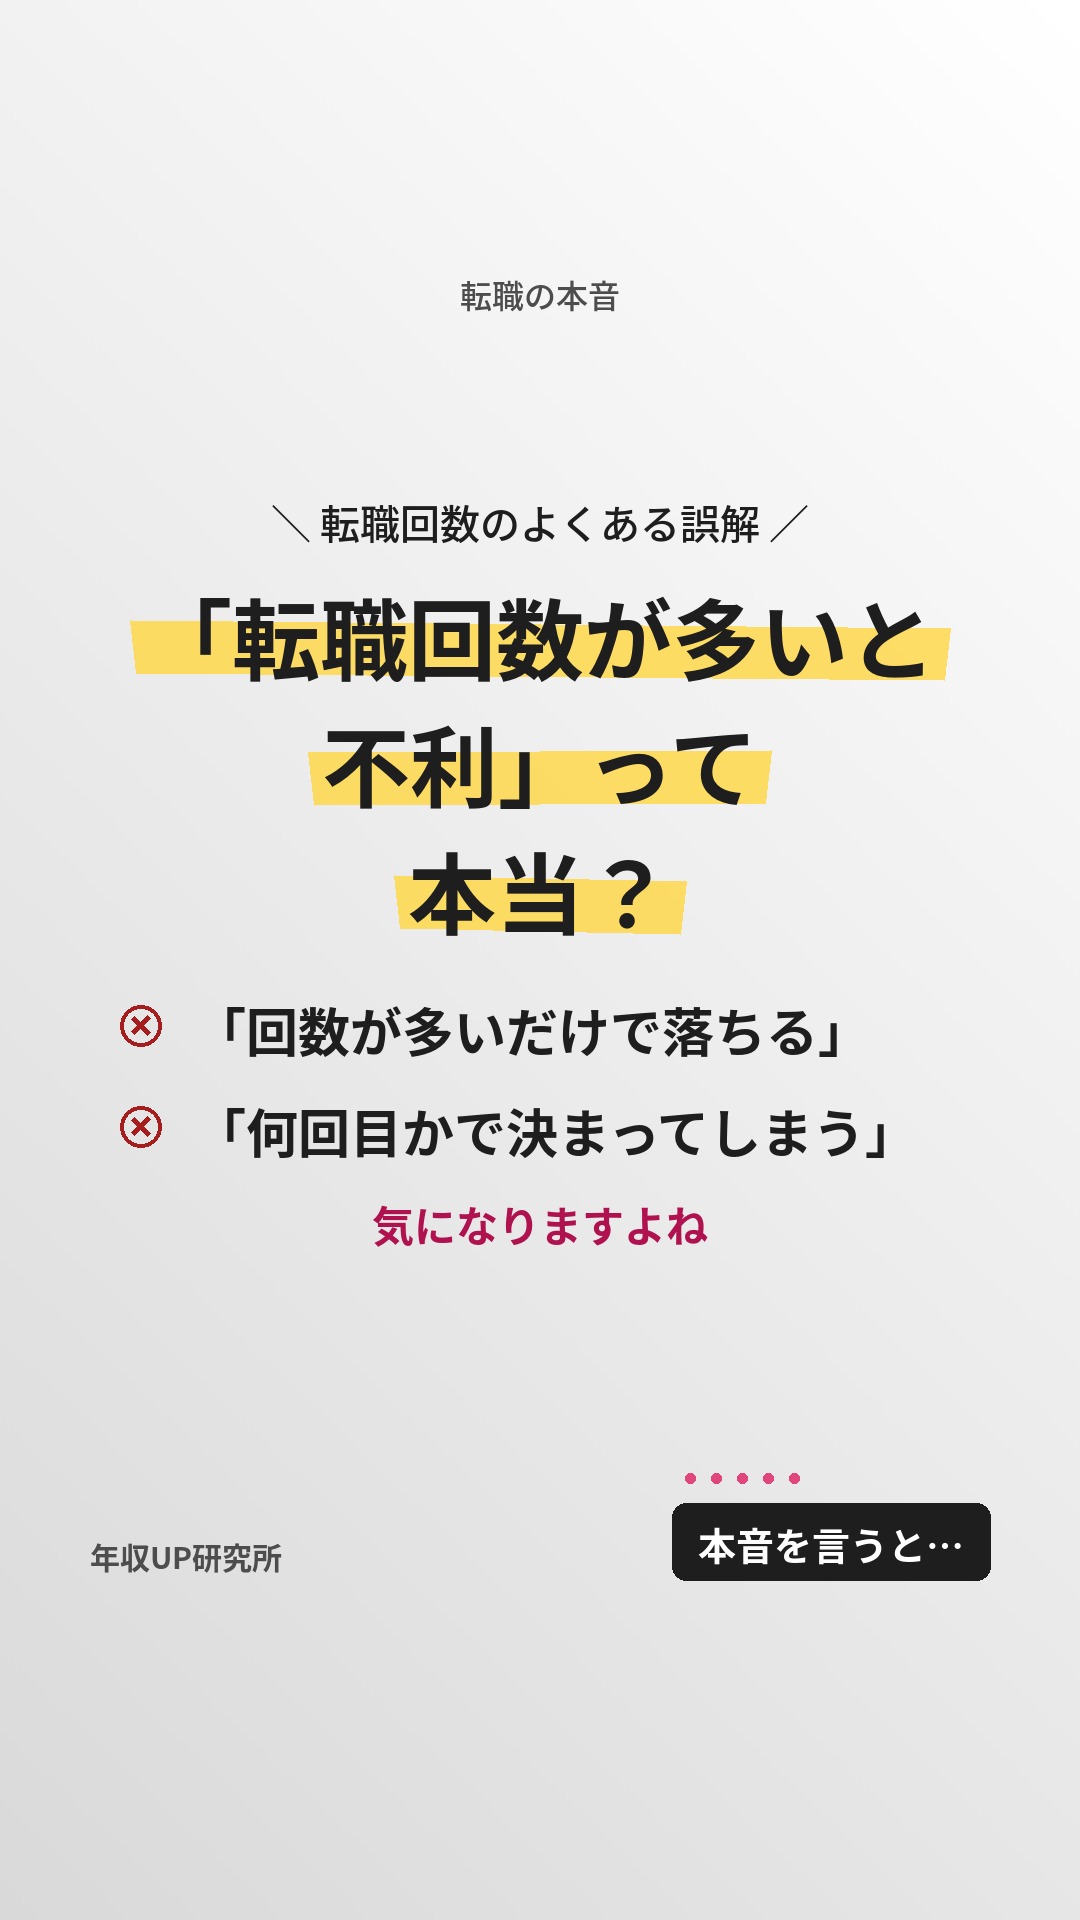 転職の本音
＼ 転職回数のよくある誤解 ／
「転職回数が多いと
不利」って
本当？
「回数が多いだけで落ちる」
「何回目かで決まってしまう」
気になりますよね
年収UP研究所
本音を言うと…